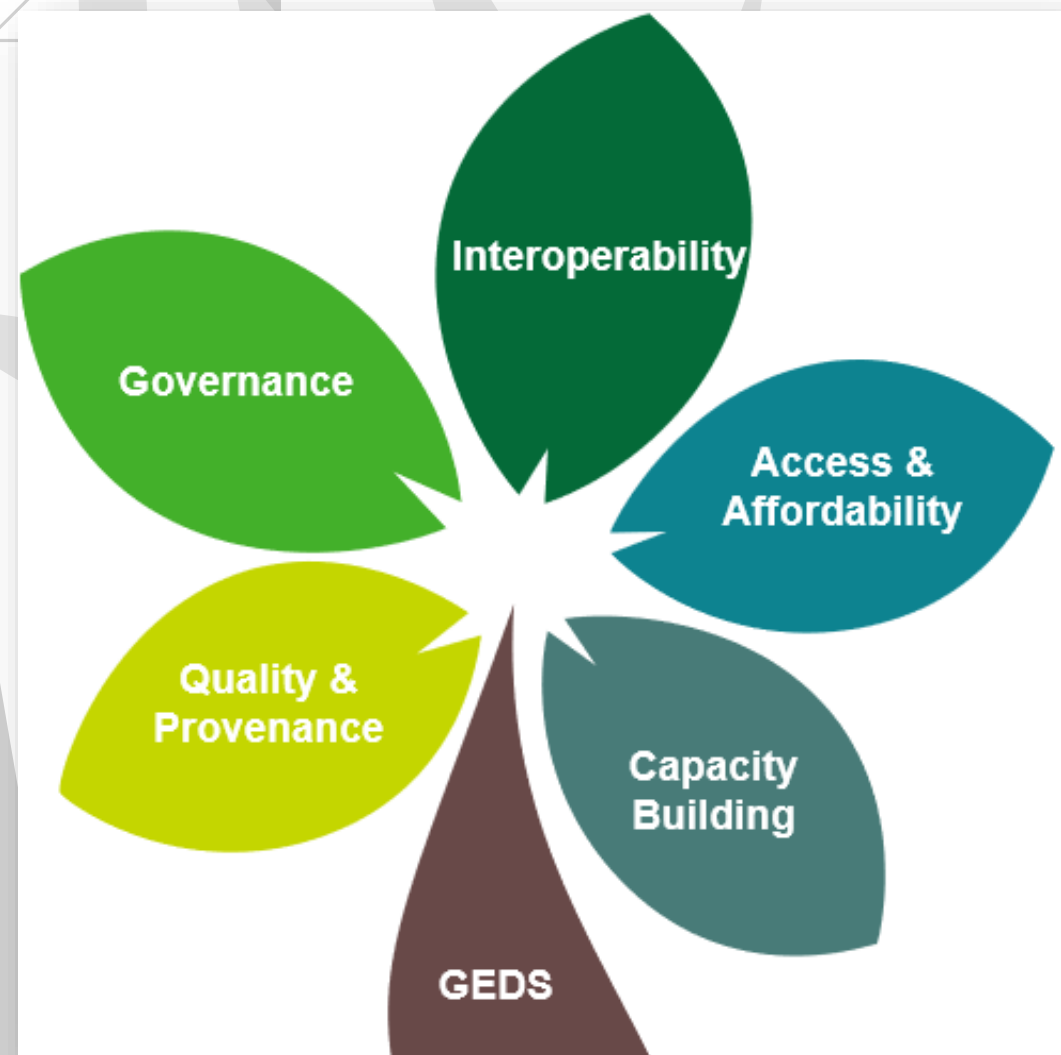 Interoperability
Governance
Access &
Affordability
Quality &
Provenance
Capacity
Building
GEDS